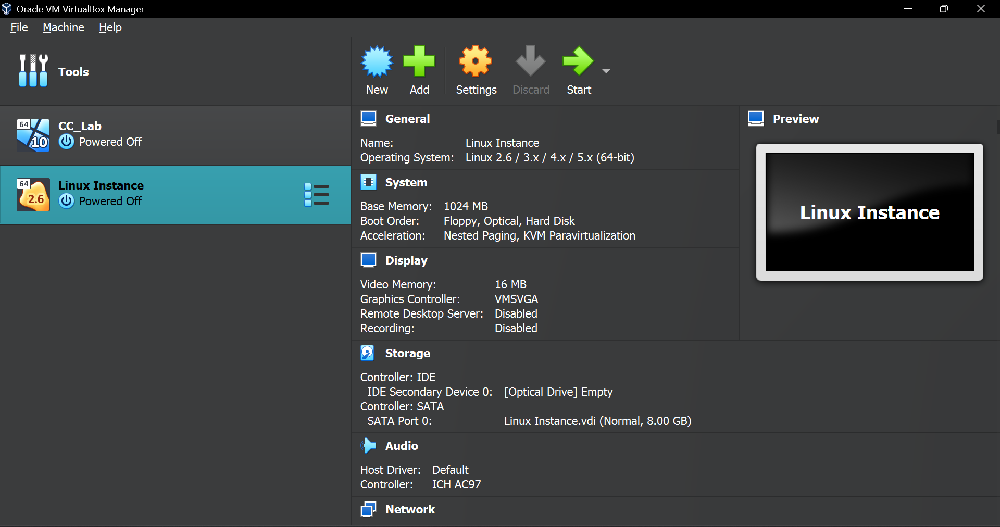 Oracle VM VirtualBox Manager
File Machine Help
Tools
New Add Settings Discard Start
64
10
CC_Lab
Powered Off
64
2.6
Linux Instance
Powered Off
General
Name: Linux Instance
Operating System: Linux 2.6 / 3.x / 4.x / 5.x (64-bit)
System
Base Memory: 1024 MB
Boot Order: Floppy, Optical, Hard Disk
Acceleration: Nested Paging, KVM Paravirtualization
Display
Video Memory: 16 MB
Graphics Controller: VMSVGA
Remote Desktop Server: Disabled
Recording: Disabled
Storage
Controller: IDE
IDE Secondary Device 0: [Optical Drive] Empty
Controller: SATA
SATA Port 0: Linux Instance.vdi (Normal, 8.00 GB)
Audio
Host Driver: Default
Controller: ICH AC97
Network
Preview
Linux Instance